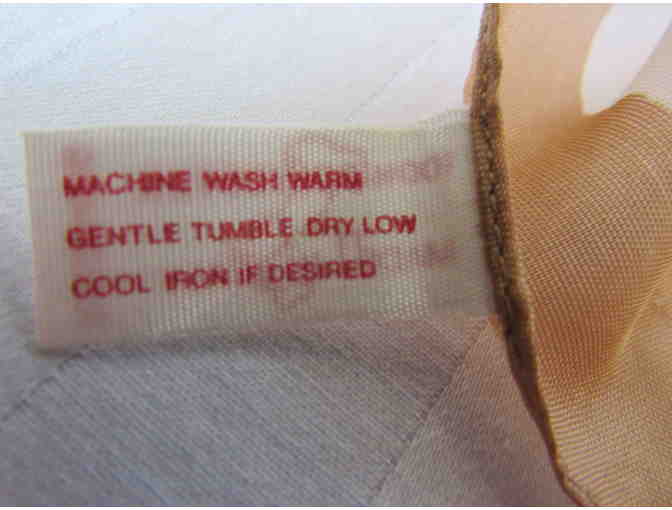 MACHINE WASH WARM
GENTLE TUMBLE DRY LOW
COOL IRON IF DESIRED